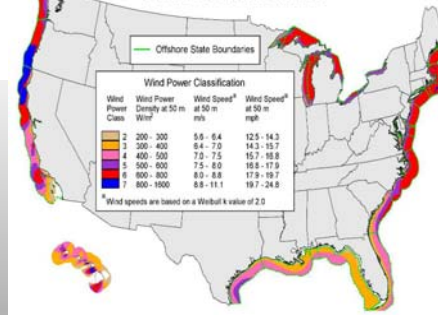 Offshore State Boundaries
Wind Power Classification
Wind Power Class
Wind Power Density at 50 m W/m²
Wind Speedᵃ at 50 m m/s
Wind Speedᵃ at 50 m mph
2 200 - 300 5.6 - 6.4 12.5 - 14.3
3 300 - 400 6.4 - 7.0 14.3 - 15.7
4 400 - 500 7.0 - 7.5 15.7 - 16.8
5 500 - 600 7.5 - 8.0 16.8 - 17.9
6 600 - 800 8.0 - 8.8 17.9 - 19.7
7 800 - 1600 8.8 - 11.1 19.7 - 24.8
ᵃWind speeds are based on a Weibull k value of 2.0